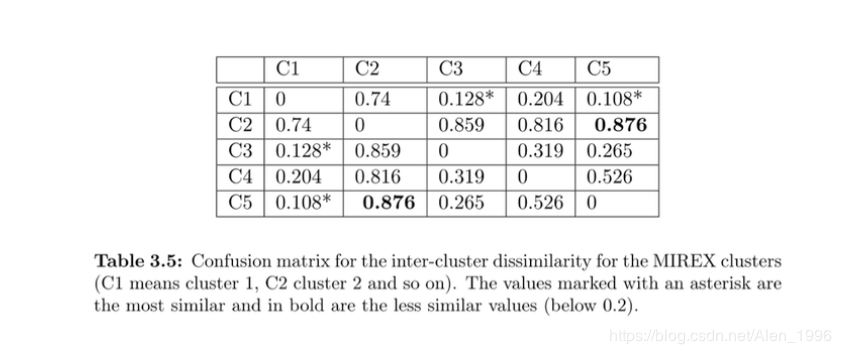 C1 C2 C3 C4 C5
C1 0 0.74 0.128* 0.204 0.108*
C2 0.74 0 0.859 0.816 0.876
C3 0.128* 0.859 0 0.319 0.265
C4 0.204 0.816 0.319 0 0.526
C5 0.108* 0.876 0.265 0.526 0
Table 3.5: Confusion matrix for the inter-cluster dissimilarity for the MIREX clusters
(C1 means cluster 1, C2 cluster 2 and so on). The values marked with an asterisk are
the most similar and in bold are the less similar values (below 0.2).
https://blog.csdn.net/Alen_1996